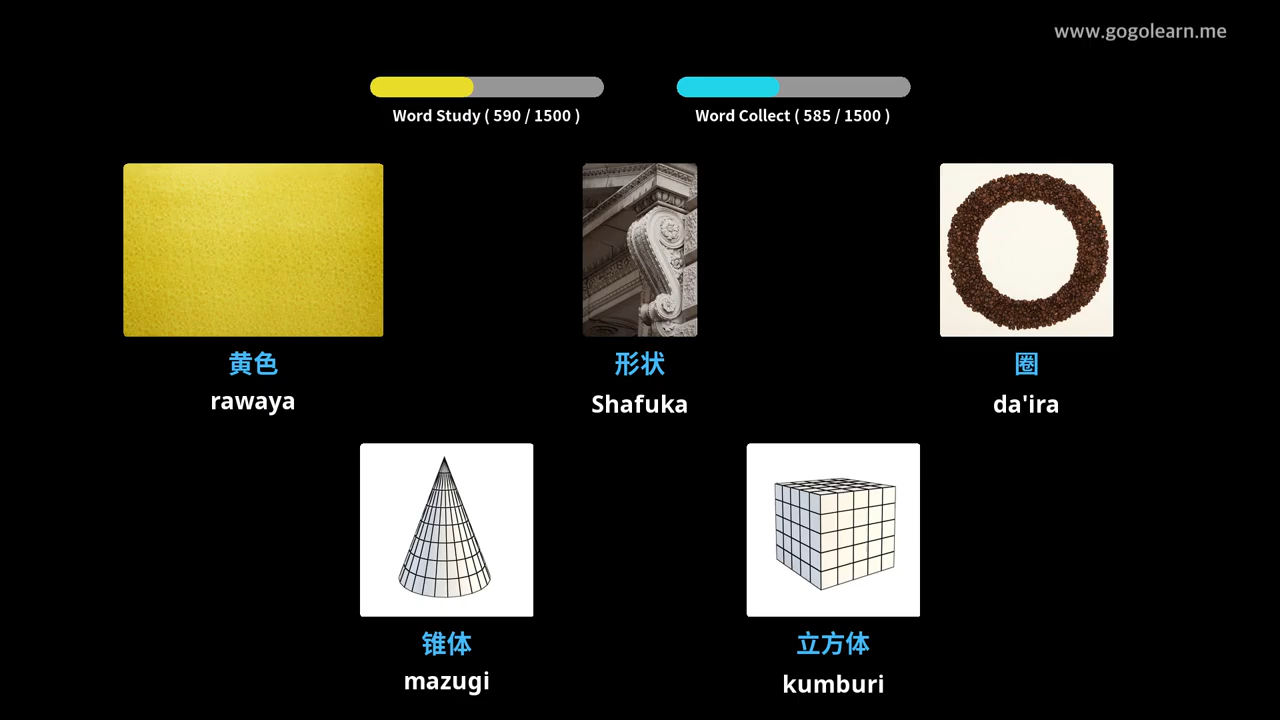 www.gogolearn.me
Word Study ( 590 / 1500 )
Word Collect ( 585 / 1500 )
黄色
rawaya
形状
Shafuka
圈
da'ira
锥体
mazugi
立方体
kumburi